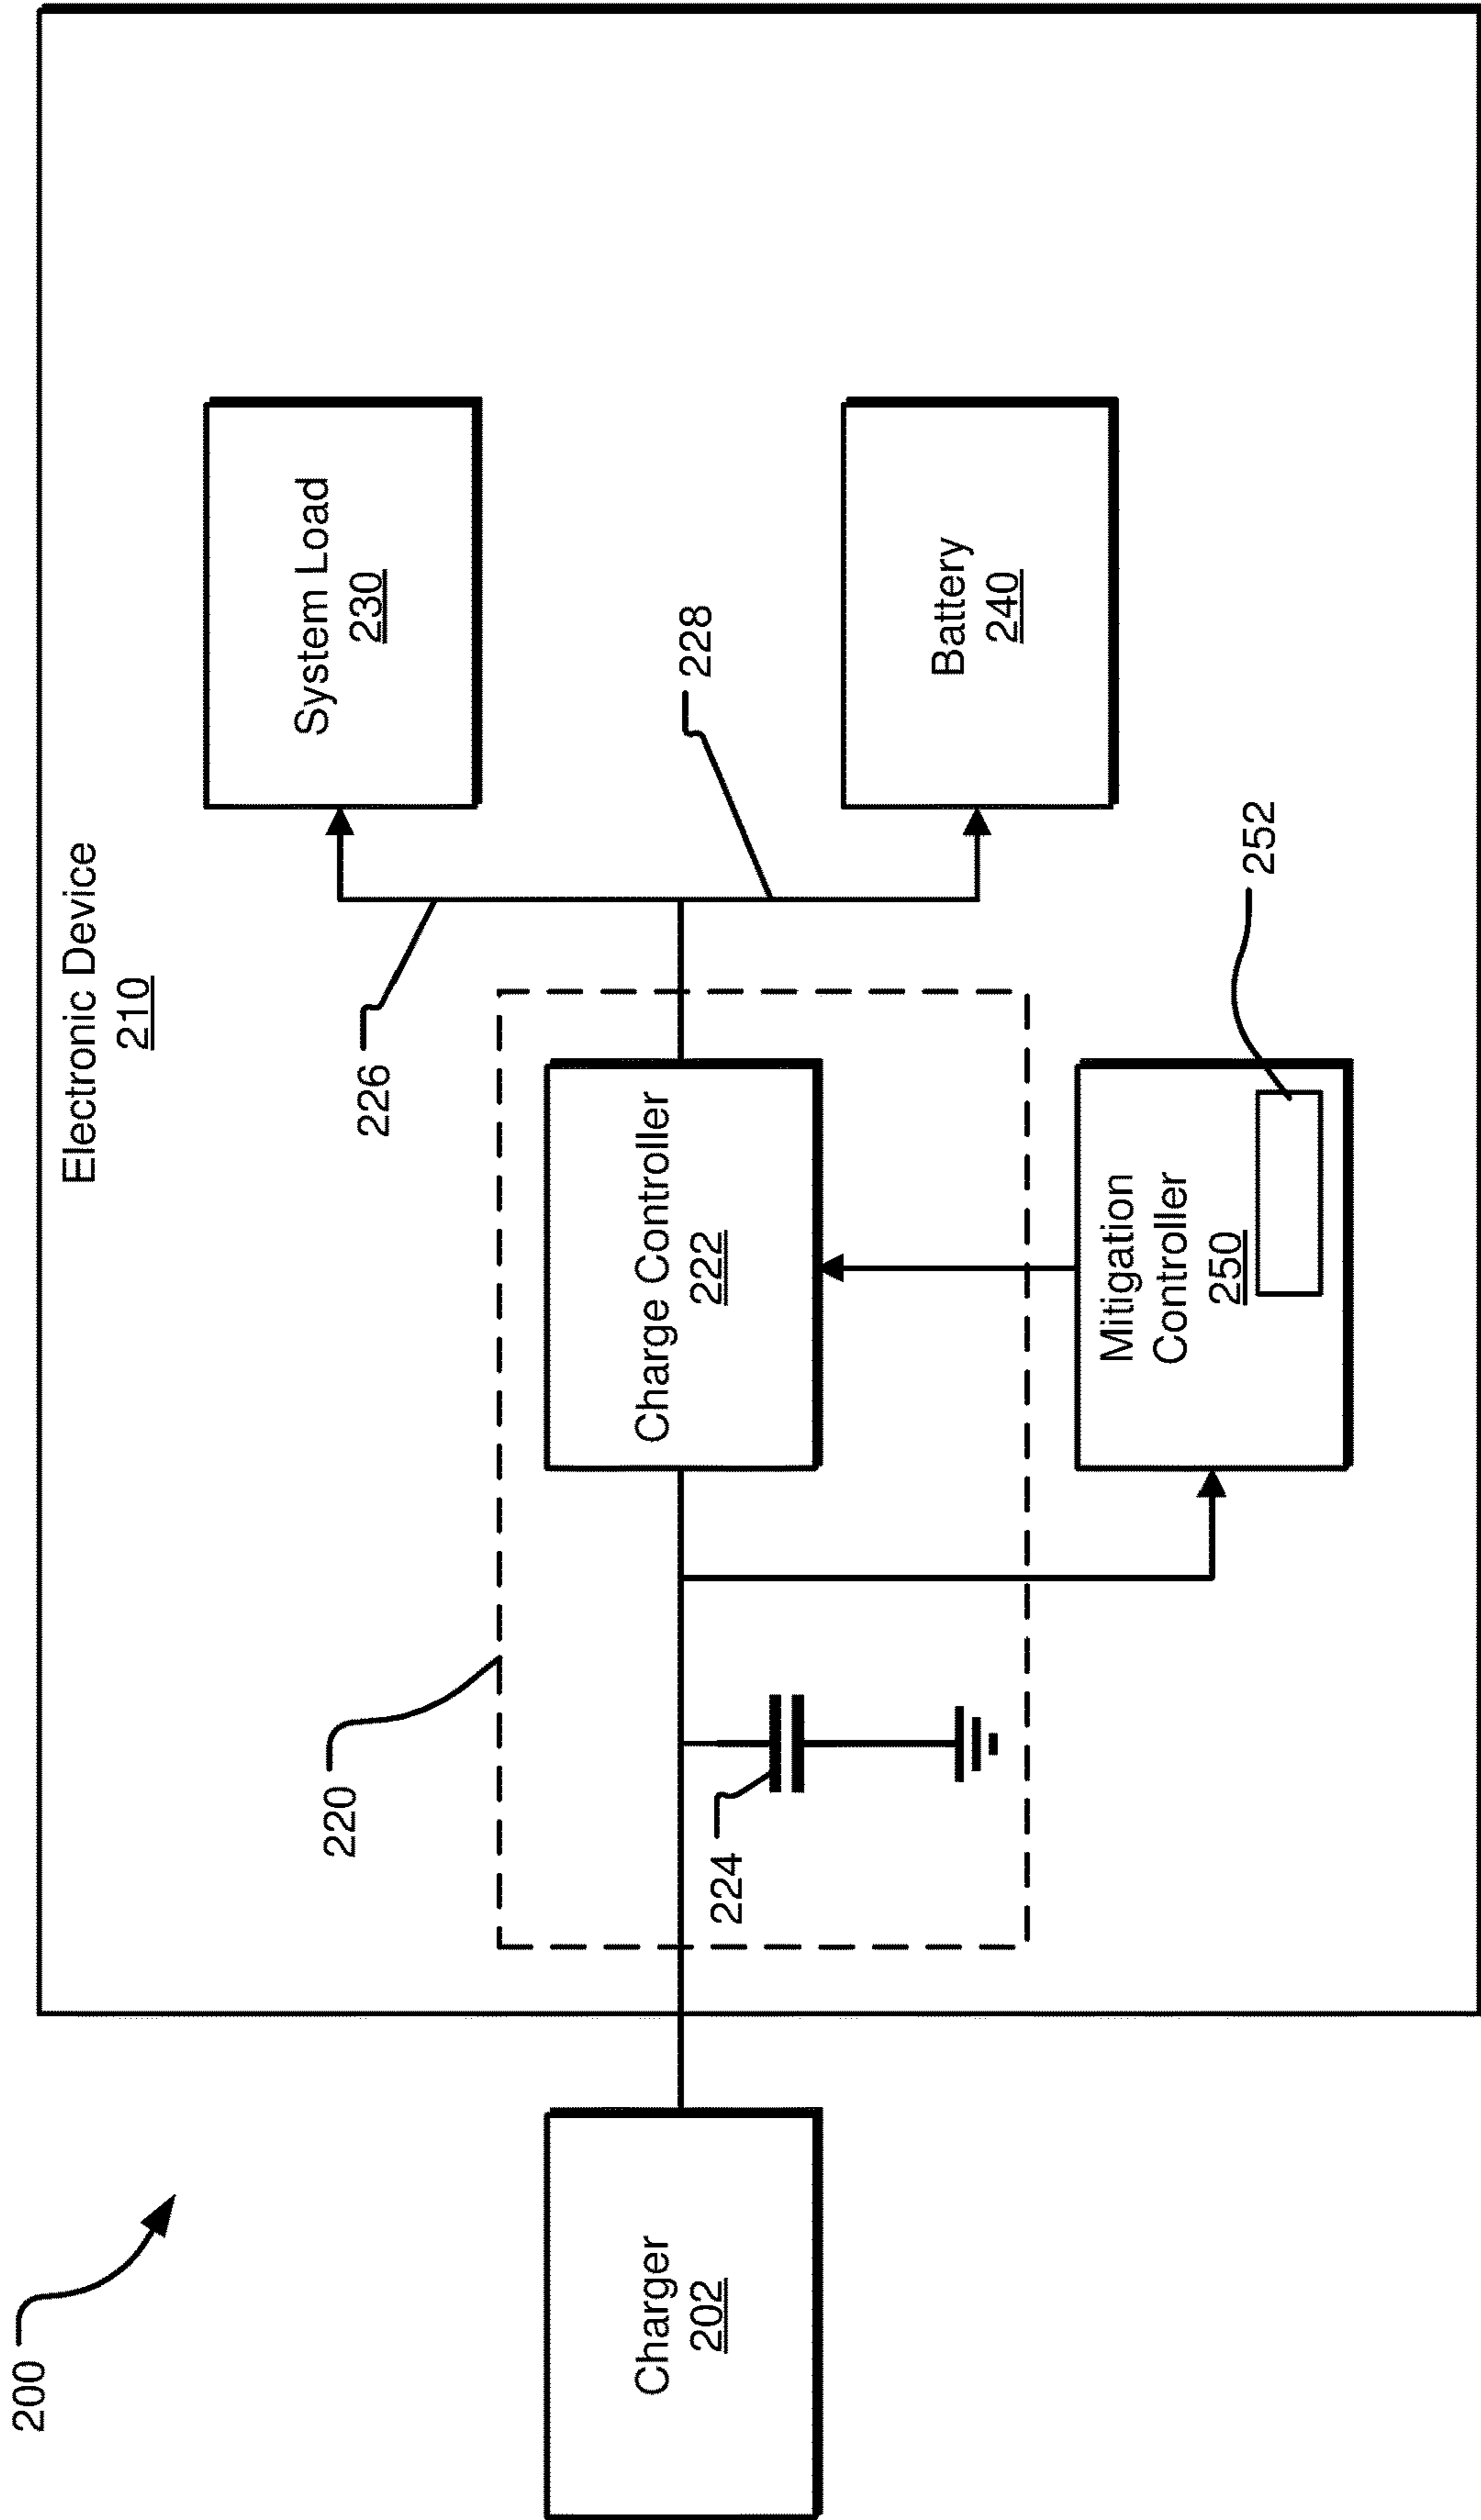 200
Electronic Device
210
Charger
202
220
224
Charge Controller
222
226
228
System Load
230
Battery
240
Mitigation
Controller
250
252